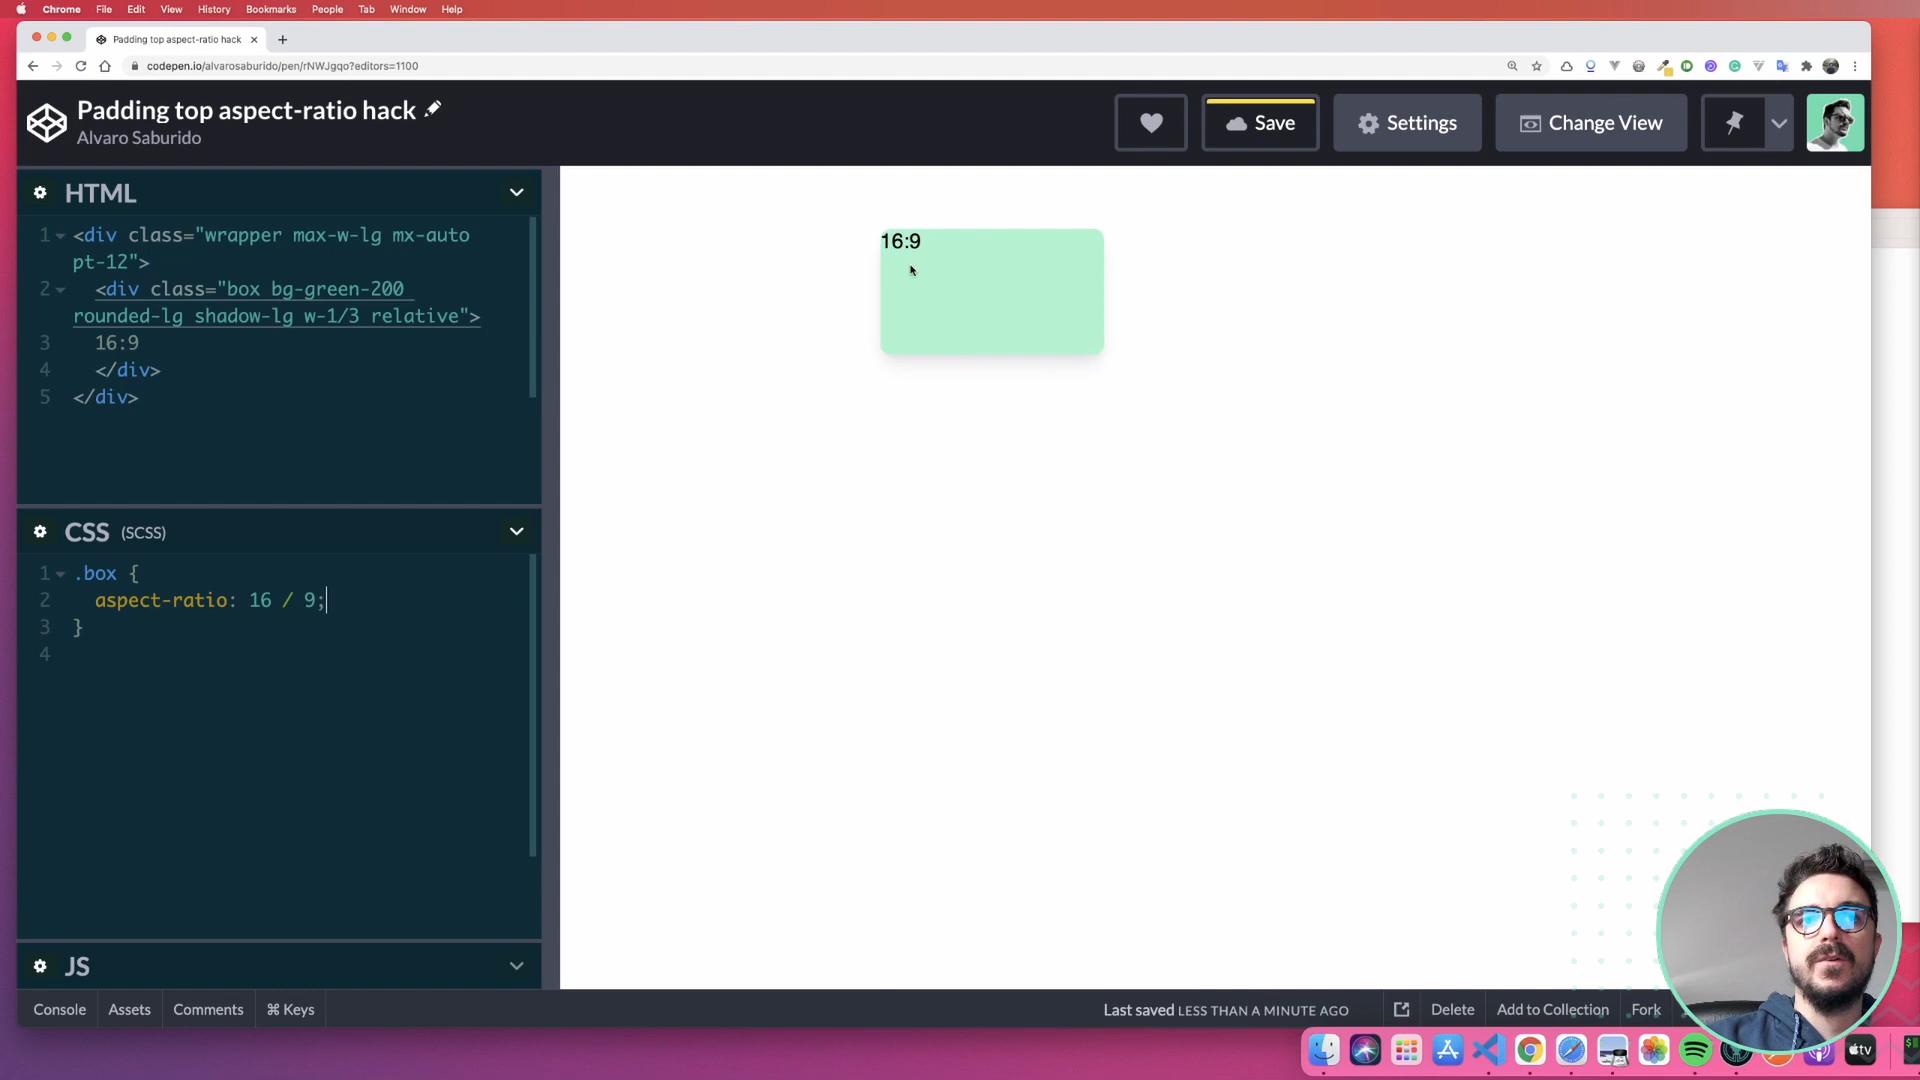 Chrome File Edit View History Bookmarks People Tab Window Help
Padding top aspect-ratio hack
codepen.io/alvarosaburido/pen/rNWJgqo?editors=1100
Padding top aspect-ratio hack
Alvaro Saburido
Save
Settings
Change View
HTML
1 <div class="wrapper max-w-lg mx-auto
pt-12">
2 <div class="box bg-green-200
rounded-lg shadow-lg w-1/3 relative">
3 16:9
4 </div>
5 </div>
16:9
CSS (SCSS)
1 .box {
2 aspect-ratio: 16 / 9;
3 }
4
JS
Console Assets Comments ⌘ Keys
Last saved LESS THAN A MINUTE AGO
Delete Add to Collection Fork
tv